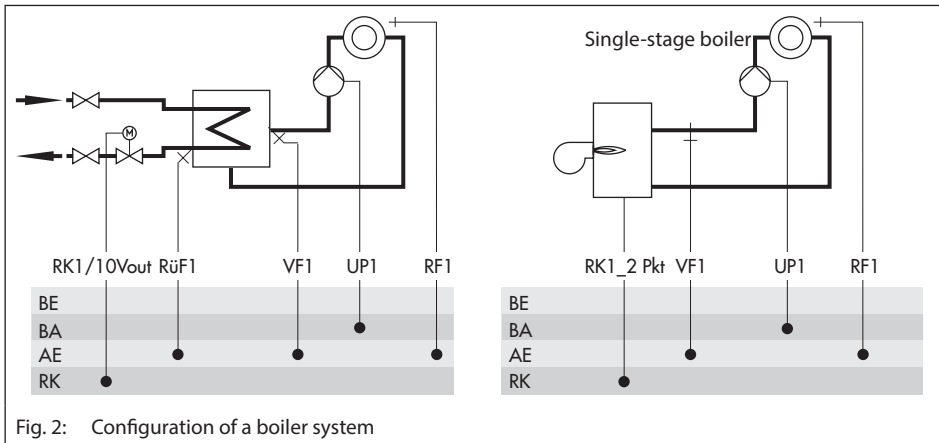 Single-stage boiler
M
RK1/10Vout RüF1 VF1 UP1 RF1
BE
BA
AE
RK
RK1_2 Pkt VF1 UP1 RF1
BE
BA
AE
RK
Fig. 2: Configuration of a boiler system